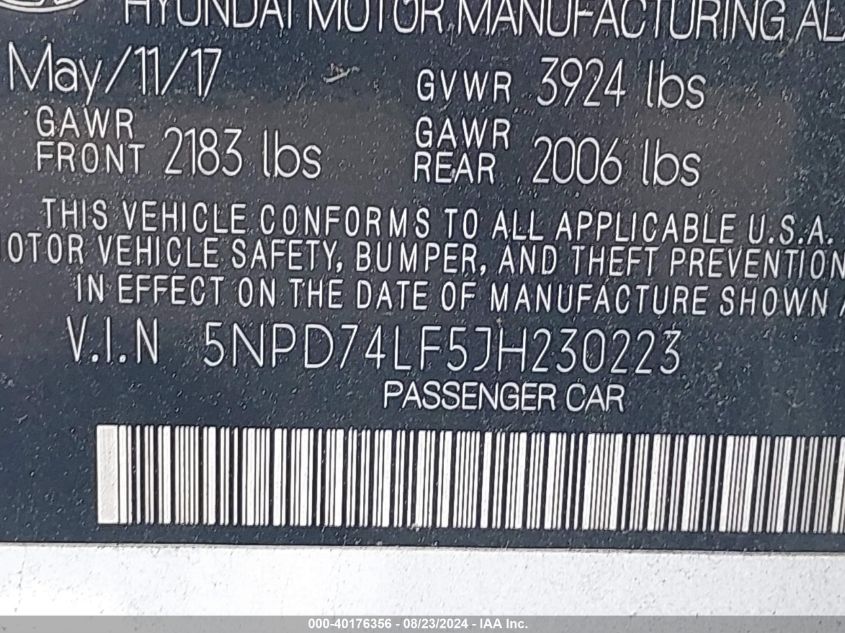 HYUNDAI MOTOR MANUFACTURING
May/11/17 GVWR 3924 lbs
GAWR FRONT 2183 lbs GAWR REAR 2006 lbs
THIS VEHICLE CONFORMS TO ALL APPLICABLE U.S.A.
MOTOR VEHICLE SAFETY, BUMPER, AND THEFT PREVENTION
IN EFFECT ON THE DATE OF MANUFACTURE SHOWN
V.I.N 5NPD74LF5JH230223
PASSENGER CAR
000-40176356 - 08/23/2024 - IAA Inc.